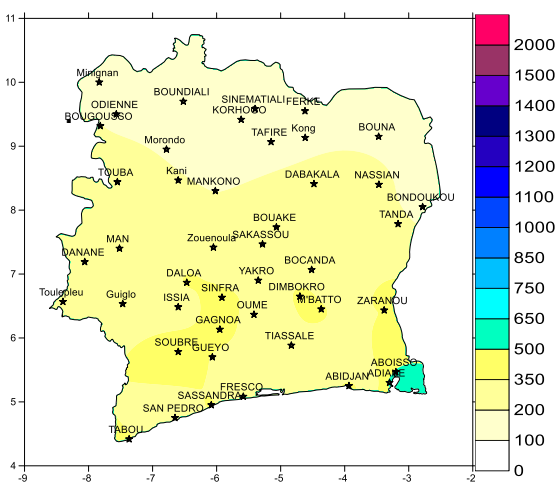 11
10
9
8
7
6
5
4
-9 -8 -7 -6 -5 -4 -3 -2
Minignan
BOUNDIALI
ODIENNE
SINEMATIALI
FERKE
BOUGOUSSO
KORHOGO
Morondo
TAFIRE
Kong
BOUNA
TOUBA
Kani
MANKONO
DABAKALA
NASSIAN
BONDOUKOU
BOUAKE
TANDA
MAN
Zouenoula
SAKASSOU
DANANE
BOCANDA
DALOA
YAKRO
Toulepleu
Guiglo
ISSIA
SINFRA
DIMBOKRO
M'BATTO
ZARANOU
OUME
GAGNOA
SOUBRE
GUEYO
TIASSALE
ABOISSO
ABIDJAN
ADIAKE
FRESCO
SASSANDRA
SAN PEDRO
TABOU
2000
1500
1400
1300
1200
1100
1000
850
750
650
500
350
200
100
0